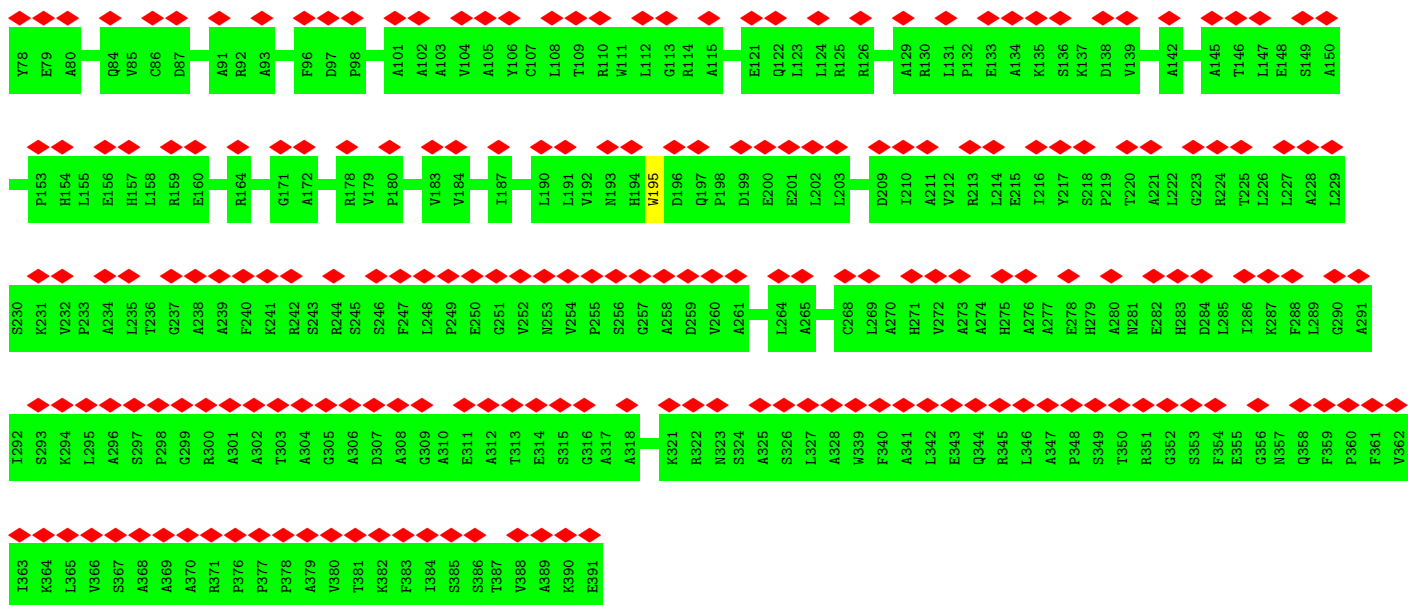 Y78 E79 A80 Q84 V85 C86 D87 A91 R92 A93 F96 D97 P98 A101 A102 A103 V104 A105 Y106 C107 L108 T109 R110 W111 L112 G113 R114 A115 E121 Q122 L123 L124 R125 R126 A129 R130 L131 P132 E133 A134 K135 S136 K137 D138 V139 A142 A145 T146 L147 E148 S149 A150
P153 H154 L155 E156 H157 L158 R159 E160 R164 G171 A172 R178 V179 P180 V183 V184 I187 L190 L191 V192 N193 H194 W195 D196 Q197 P198 D199 E200 E201 L202 L203 D209 I210 A211 V212 R213 L214 E215 I216 Y217 S218 P219 T220 A221 L222 G223 R224 T225 L226 L227 A228 L229
S230 K231 V232 P233 A234 L235 T236 G237 A238 A239 F240 K241 R242 S243 R244 S245 S246 F247 L248 P249 E250 G251 V252 N253 V254 P255 S256 G257 A258 D259 V260 A261 L264 A265 C268 L269 A270 H271 V272 A273 A274 H275 A276 A277 E278 H279 A280 N281 E282 H283 D284 L285 I286 K287 F288 L289 G290 A291
I292 S293 K294 L295 A296 S297 P298 G299 R300 A301 A302 T303 A304 G305 A306 D307 A308 G309 A310 E311 A312 T313 E314 S315 G316 A317 A318 K321 R322 N323 S324 A325 S326 L327 A328 W339 F340 A341 L342 E343 Q344 R345 L346 A347 P348 S349 T350 R351 G352 S353 F354 E355 G356 N357 Q358 F359 P360 F361 V362
I363 K364 L365 V366 S367 A368 A369 A370 R371 P376 P377 P378 A379 V380 T381 K382 F383 I384 S385 S386 T387 V388 A389 K390 E391